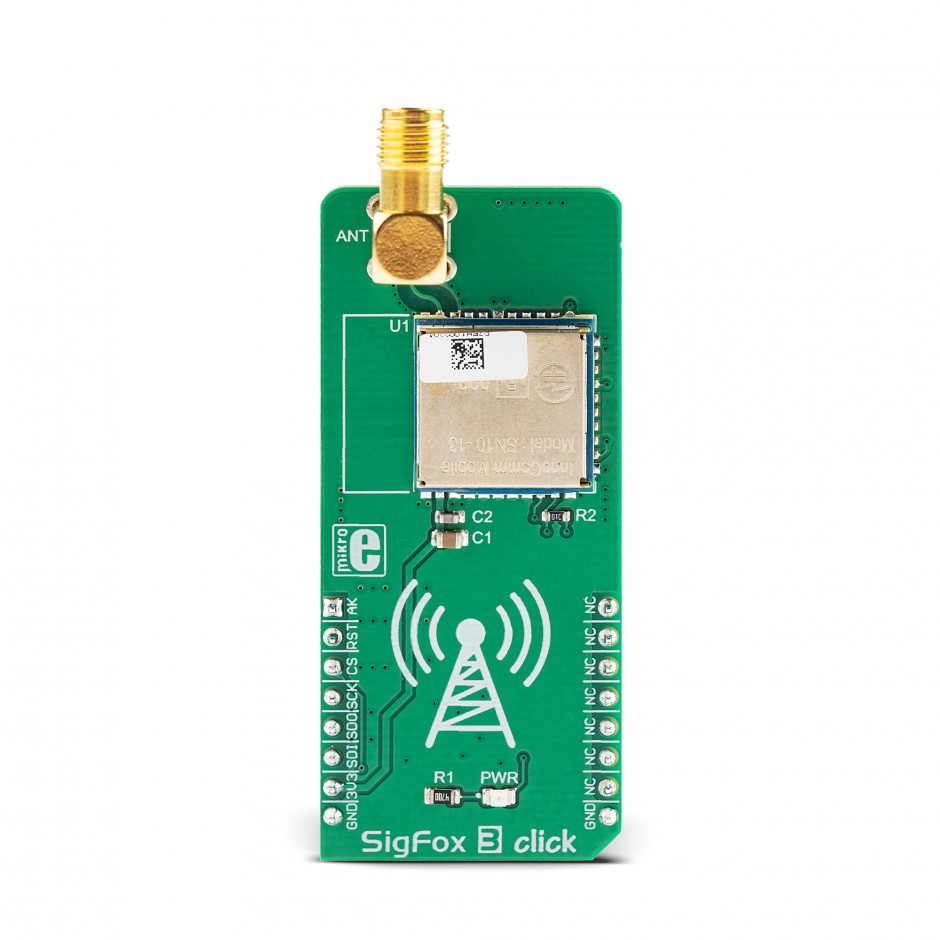 ANT
U1
InnoComm Mobile
Model : SN10-13
C2
R2
C1
mikro
e
AK
RST
CS
SCK
SDO
SDI
3V3
GND
NC
NC
NC
NC
NC
NC
NC
GND
R1
PWR
4700
SigFox 3 click